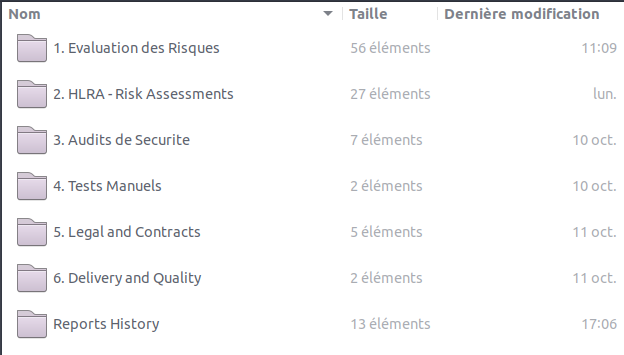 Nom Taille Dernière modification
1. Evaluation des Risques 56 éléments 11:09
2. HLRA - Risk Assessments 27 éléments lun.
3. Audits de Securite 7 éléments 10 oct.
4. Tests Manuels 2 éléments 10 oct.
5. Legal and Contracts 5 éléments 11 oct.
6. Delivery and Quality 2 éléments 11 oct.
Reports History 13 éléments 17:06